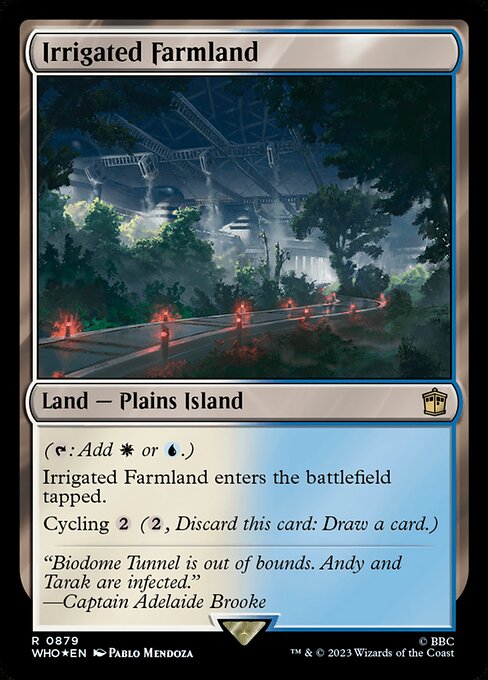 Irrigated Farmland
Land — Plains Island
(T: Add W or U.)
Irrigated Farmland enters the battlefield
tapped.
Cycling 2 (2, Discard this card: Draw a card.)
“Biodome Tunnel is out of bounds. Andy and
Tarak are infected.”
—Captain Adelaide Brooke
R 0879
WHO★EN Pablo Mendoza
© BBC
™ & © 2023 Wizards of the Coast